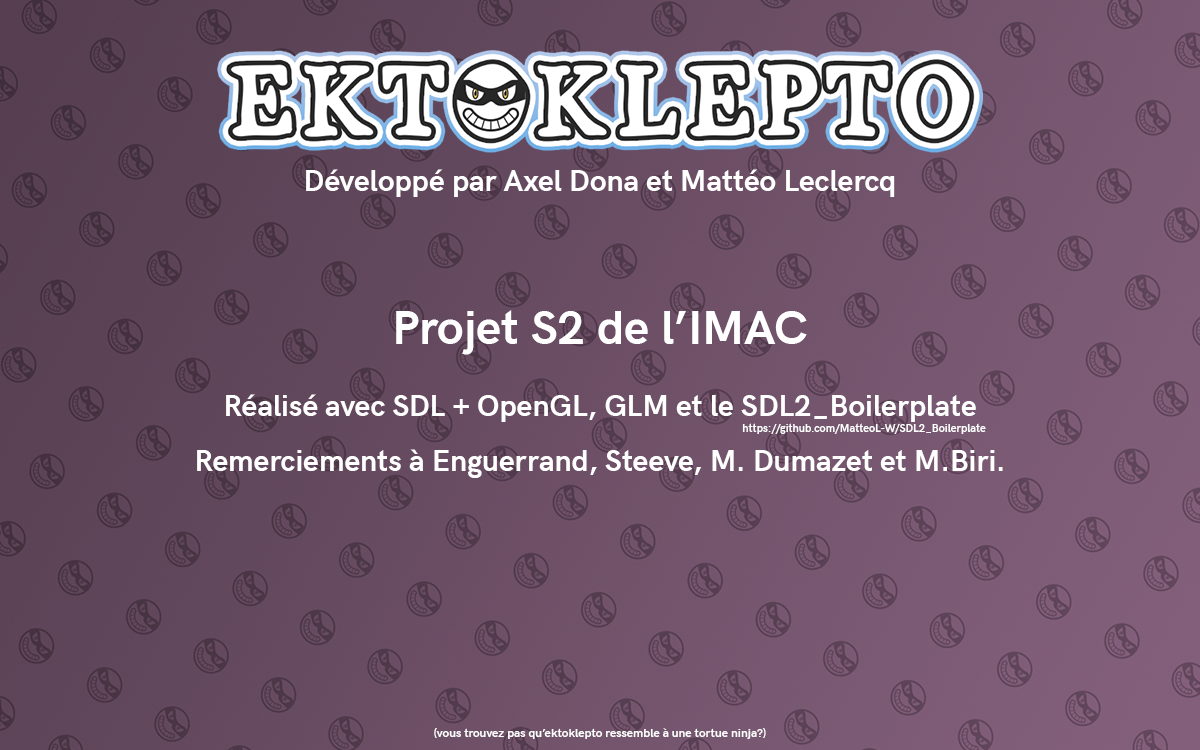 EKTOKLEPTO
Développé par Axel Dona et Mattéo Leclercq
Projet S2 de l’IMAC
Réalisé avec SDL + OpenGL, GLM et le SDL2_Boilerplate
https://github.com/MatteoL-W/SDL2_Boilerplate
Remerciements à Enguerrand, Steeve, M. Dumazet et M.Biri.
(vous trouvez pas qu’ektoklepto ressemble à une tortue ninja?)